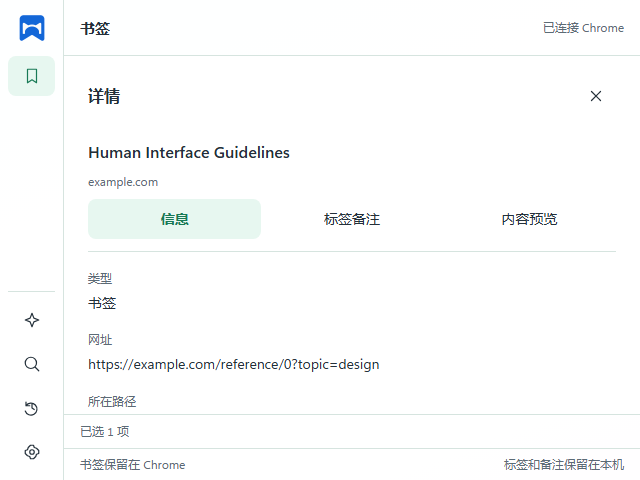 书签
已连接 Chrome
详情
Human Interface Guidelines
example.com
信息
标签备注
内容预览
类型
书签
网址
https://example.com/reference/0?topic=design
所在路径
已选 1 项
书签保留在 Chrome
标签和备注保留在本机